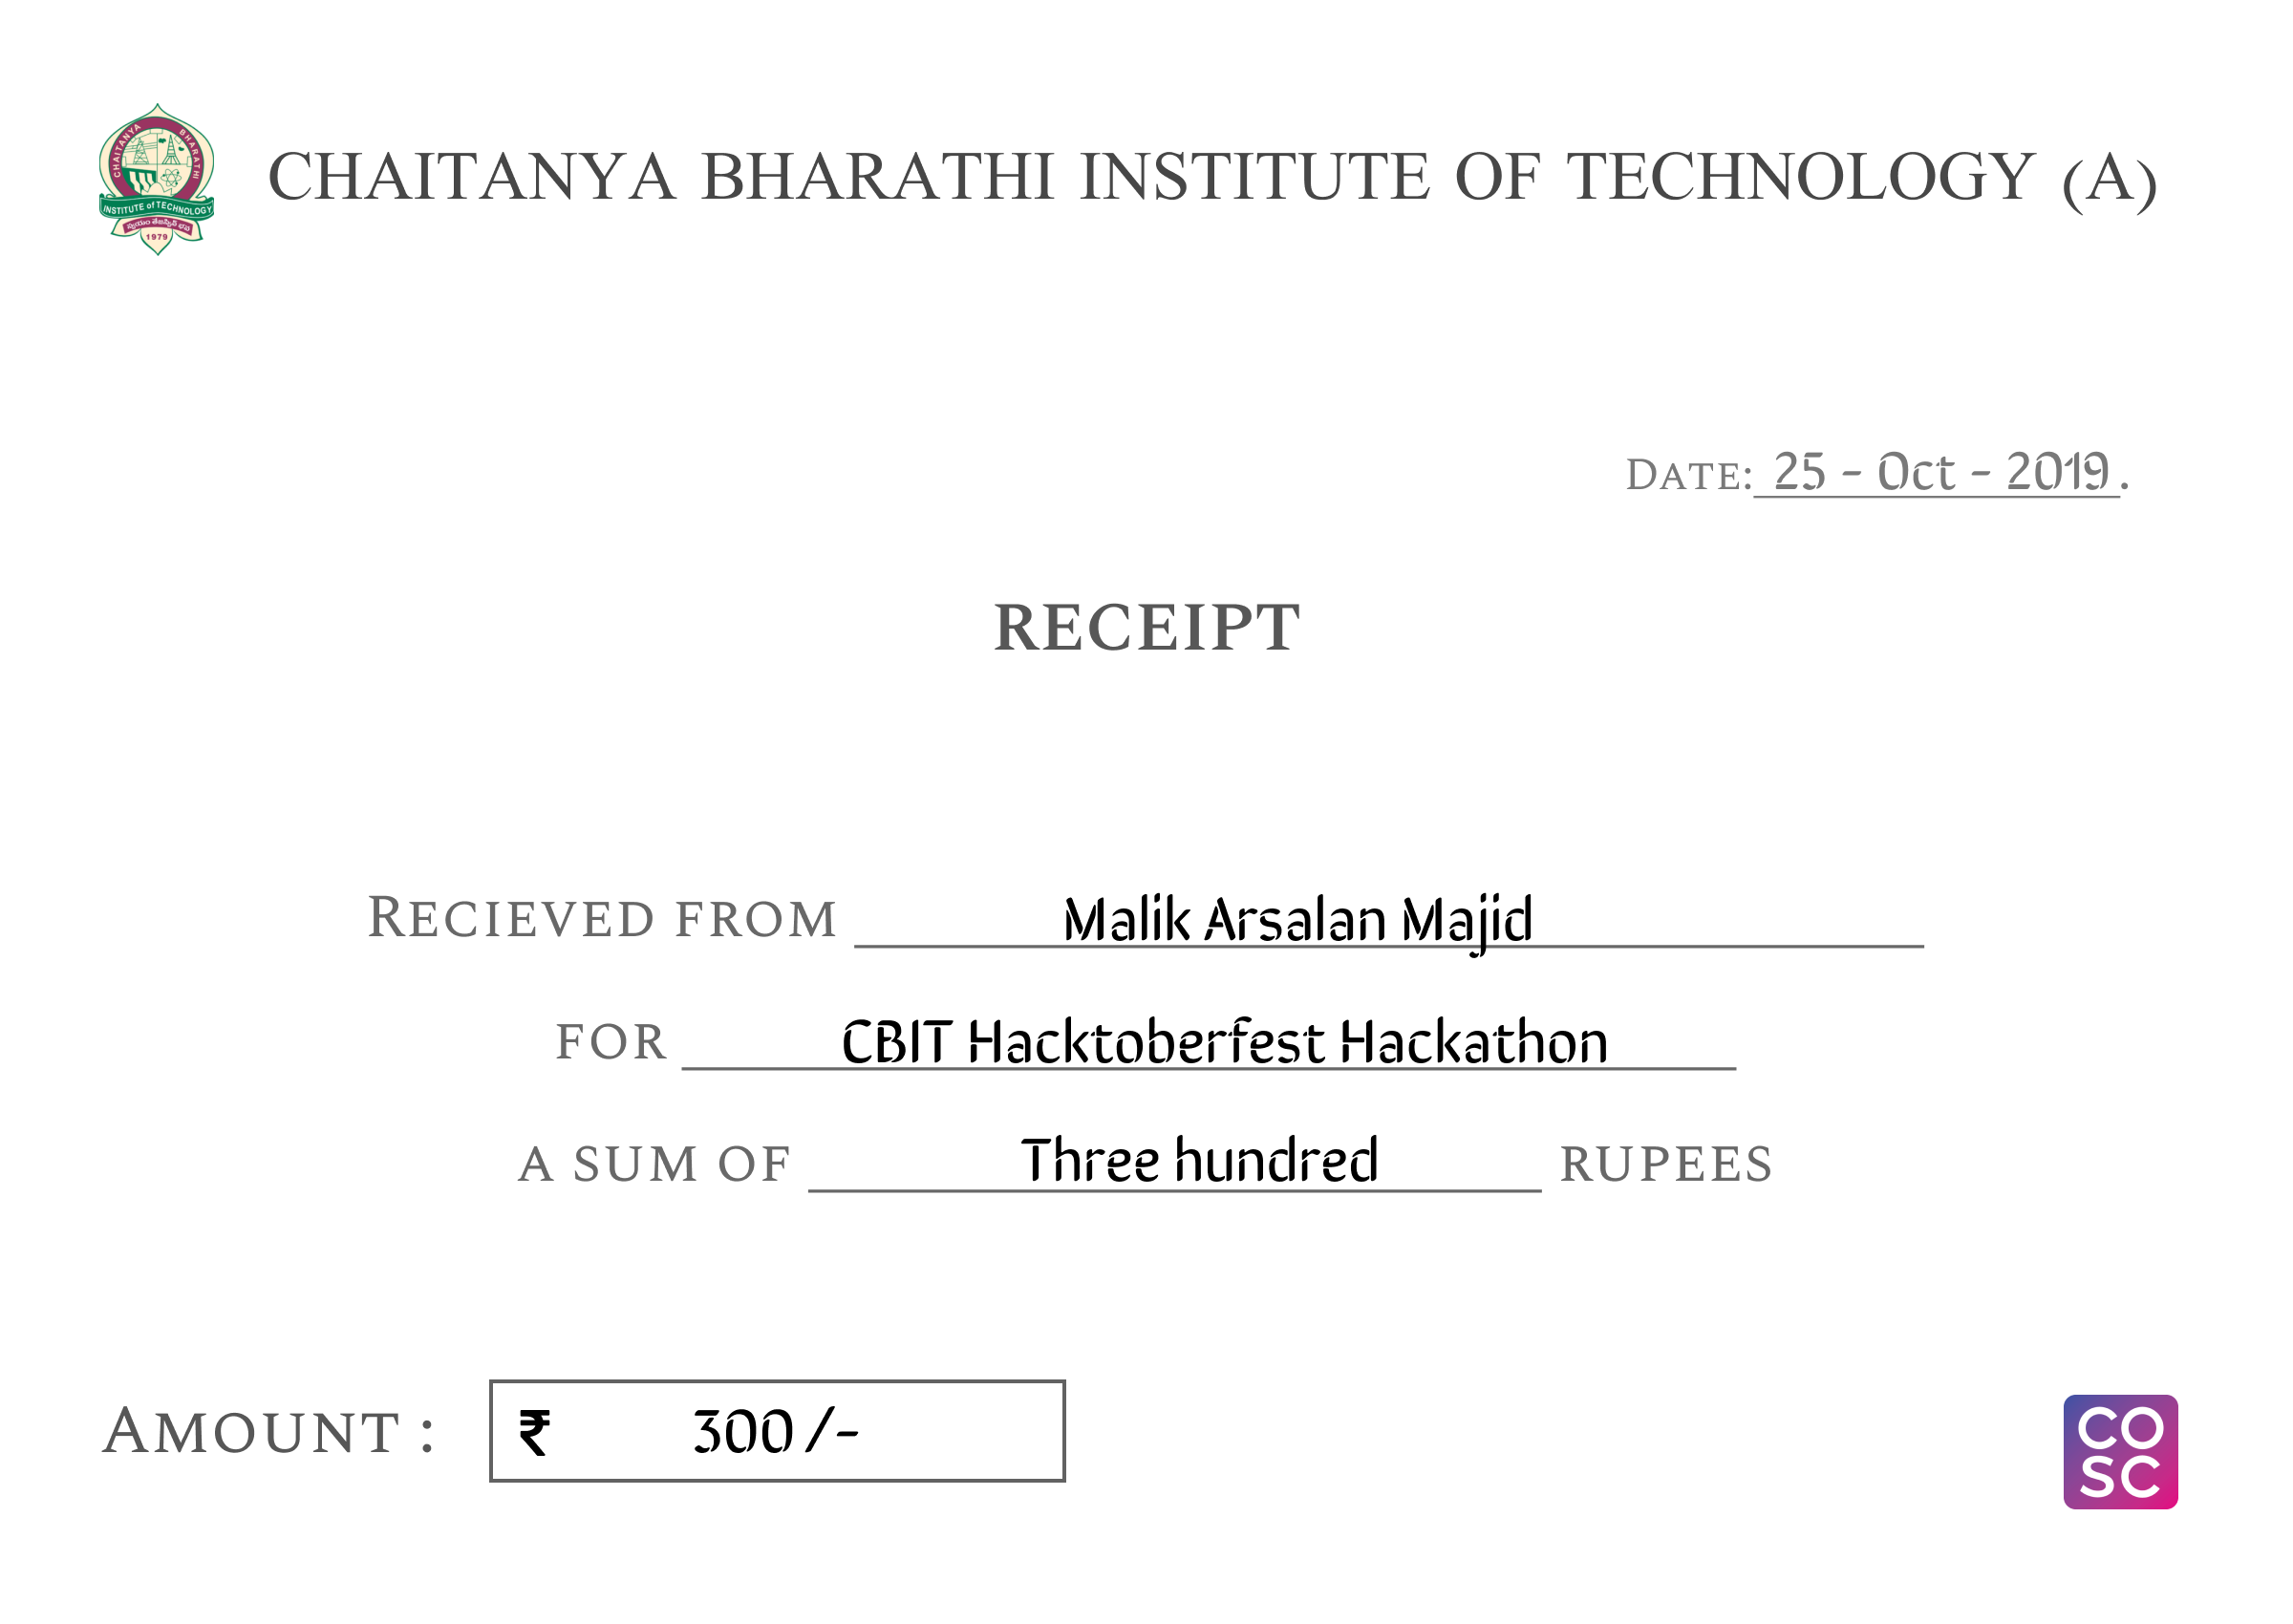 CHAITANYA BHARATHI
INSTITUTE of TECHNOLOGY
1979
CHAITANYA BHARATHI INSTITUTE OF TECHNOLOGY (A)
DATE: 25 - Oct - 2019.
RECEIPT
RECIEVED FROM Malik Arsalan Majid
FOR CBIT Hacktoberfest Hackathon
A SUM OF Three hundred RUPEES
AMOUNT : ₹ 300 /-
CO
SC